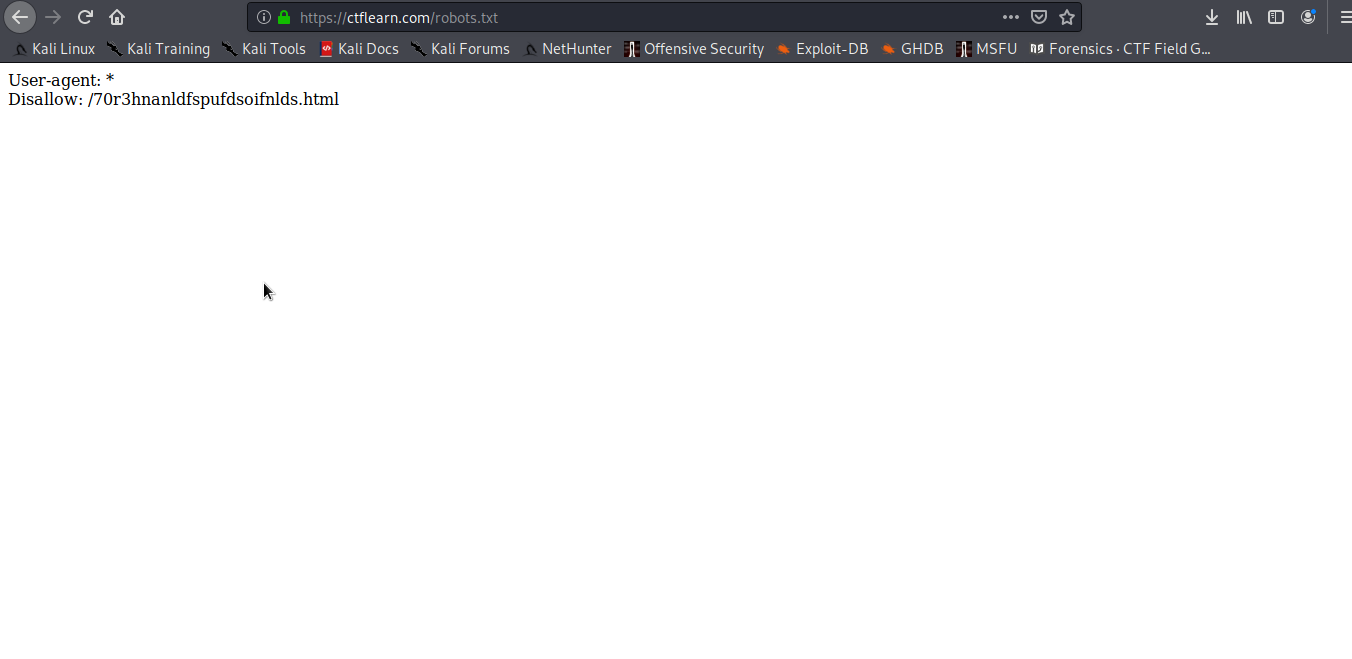 https://ctflearn.com/robots.txt
Kali Linux Kali Training Kali Tools Kali Docs Kali Forums NetHunter Offensive Security Exploit-DB GHDB MSFU Forensics · CTF Field G...
User-agent: *
Disallow: /70r3hnanldfspufdsoifnlds.html